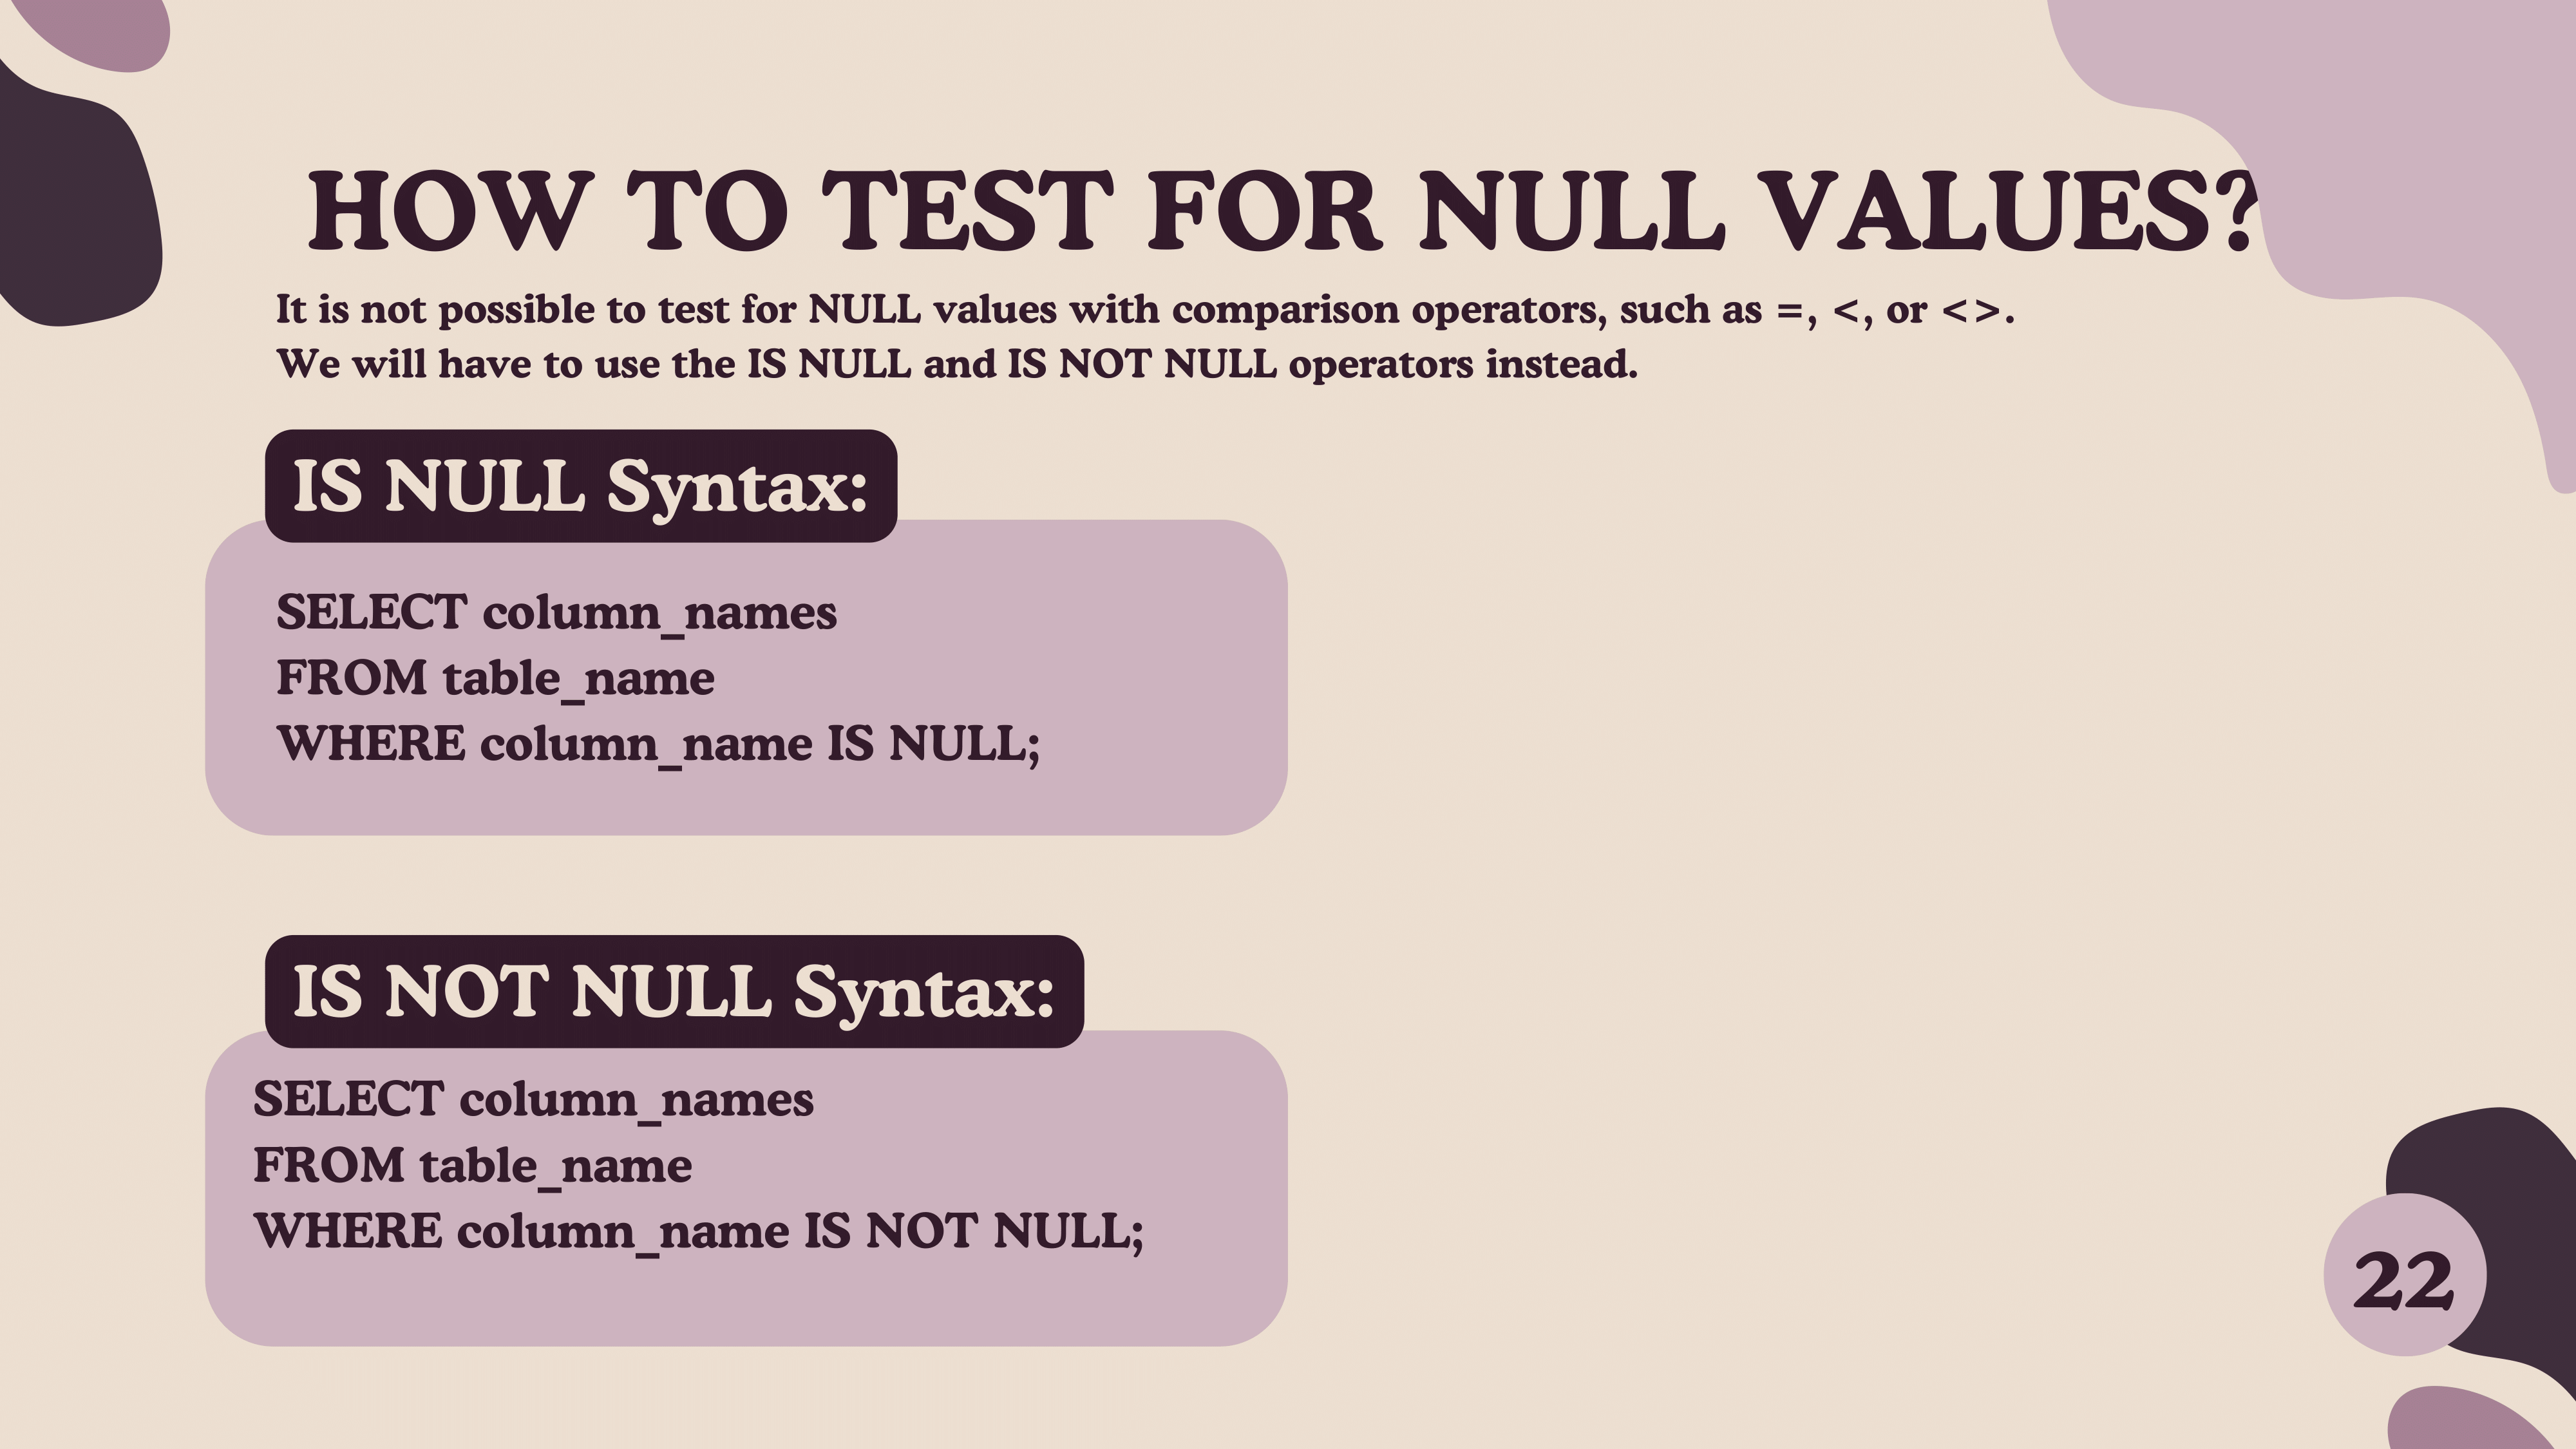 HOW TO TEST FOR NULL VALUES?
It is not possible to test for NULL values with comparison operators, such as =, <, or <>.
We will have to use the IS NULL and IS NOT NULL operators instead.
IS NULL Syntax:
SELECT column_names
FROM table_name
WHERE column_name IS NULL;
IS NOT NULL Syntax:
SELECT column_names
FROM table_name
WHERE column_name IS NOT NULL;
22